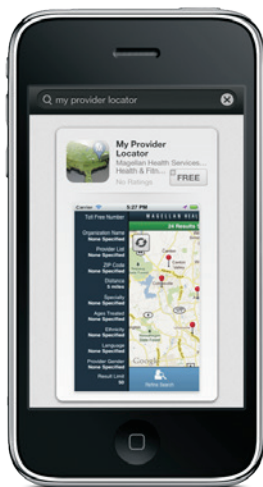 my provider locator
My Provider
Locator
Magellan Health Services...
Health & Fitn...
No Ratings
FREE
Carrier
5:27 PM
Toll Free Number
MAGELLAN HEAL
24 Results
Organization Name
None Specified
Provider List
None Specified
ZIP Code
None Specified
Distance
5 miles
Specialty
None Specified
Ages Treated
None Specified
Ethnicity
None Specified
Language
None Specified
Provider Gender
None Specified
Result Limit
50
Google
Refine Search